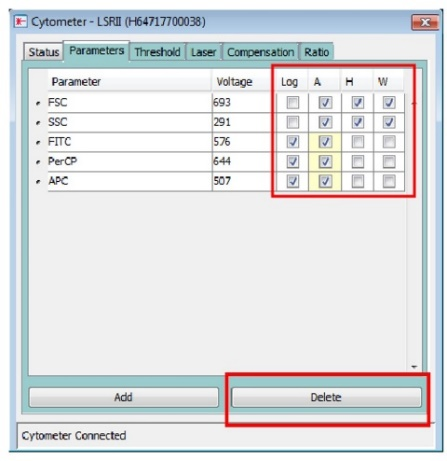 Cytometer - LSRII (H64717700038)
Status Parameters Threshold Laser Compensation Ratio
Parameter Voltage Log A H W
FSC 693
SSC 291
FITC 576
PerCP 644
APC 507
Add Delete
Cytometer Connected